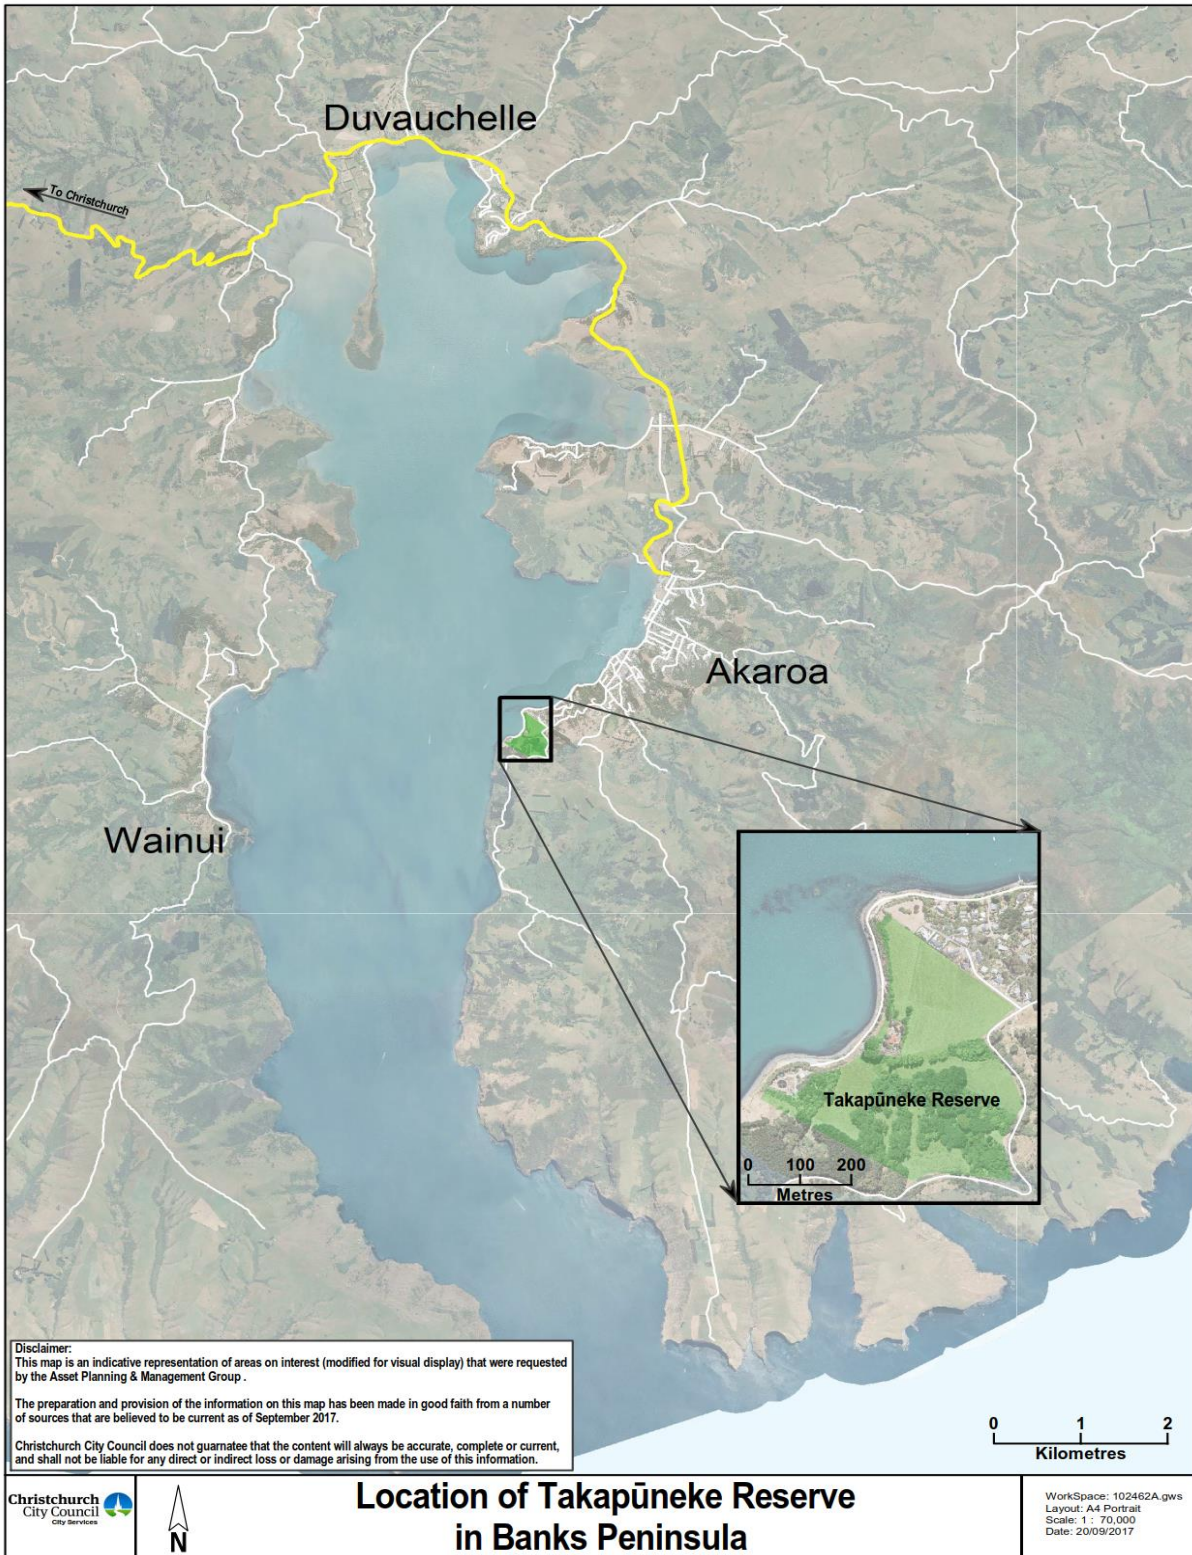 Duvauchelle
To Christchurch
Akaroa
Wainui
Takapūneke Reserve
0 100 200
Metres
Disclaimer:
This map is an indicative representation of areas on interest (modified for visual display) that were requested
by the Asset Planning & Management Group .
The preparation and provision of the information on this map has been made in good faith from a number
of sources that are believed to be current as of September 2017.
Christchurch City Council does not guarnatee that the content will always be accurate, complete or current,
and shall not be liable for any direct or indirect loss or damage arising from the use of this information.
0 1 2
Kilometres
Christchurch
City Council
City Services
N
Location of Takapūneke Reserve
in Banks Peninsula
WorkSpace: 102462A.gws
Layout: A4 Portrait
Scale: 1 : 70,000
Date: 20/09/2017